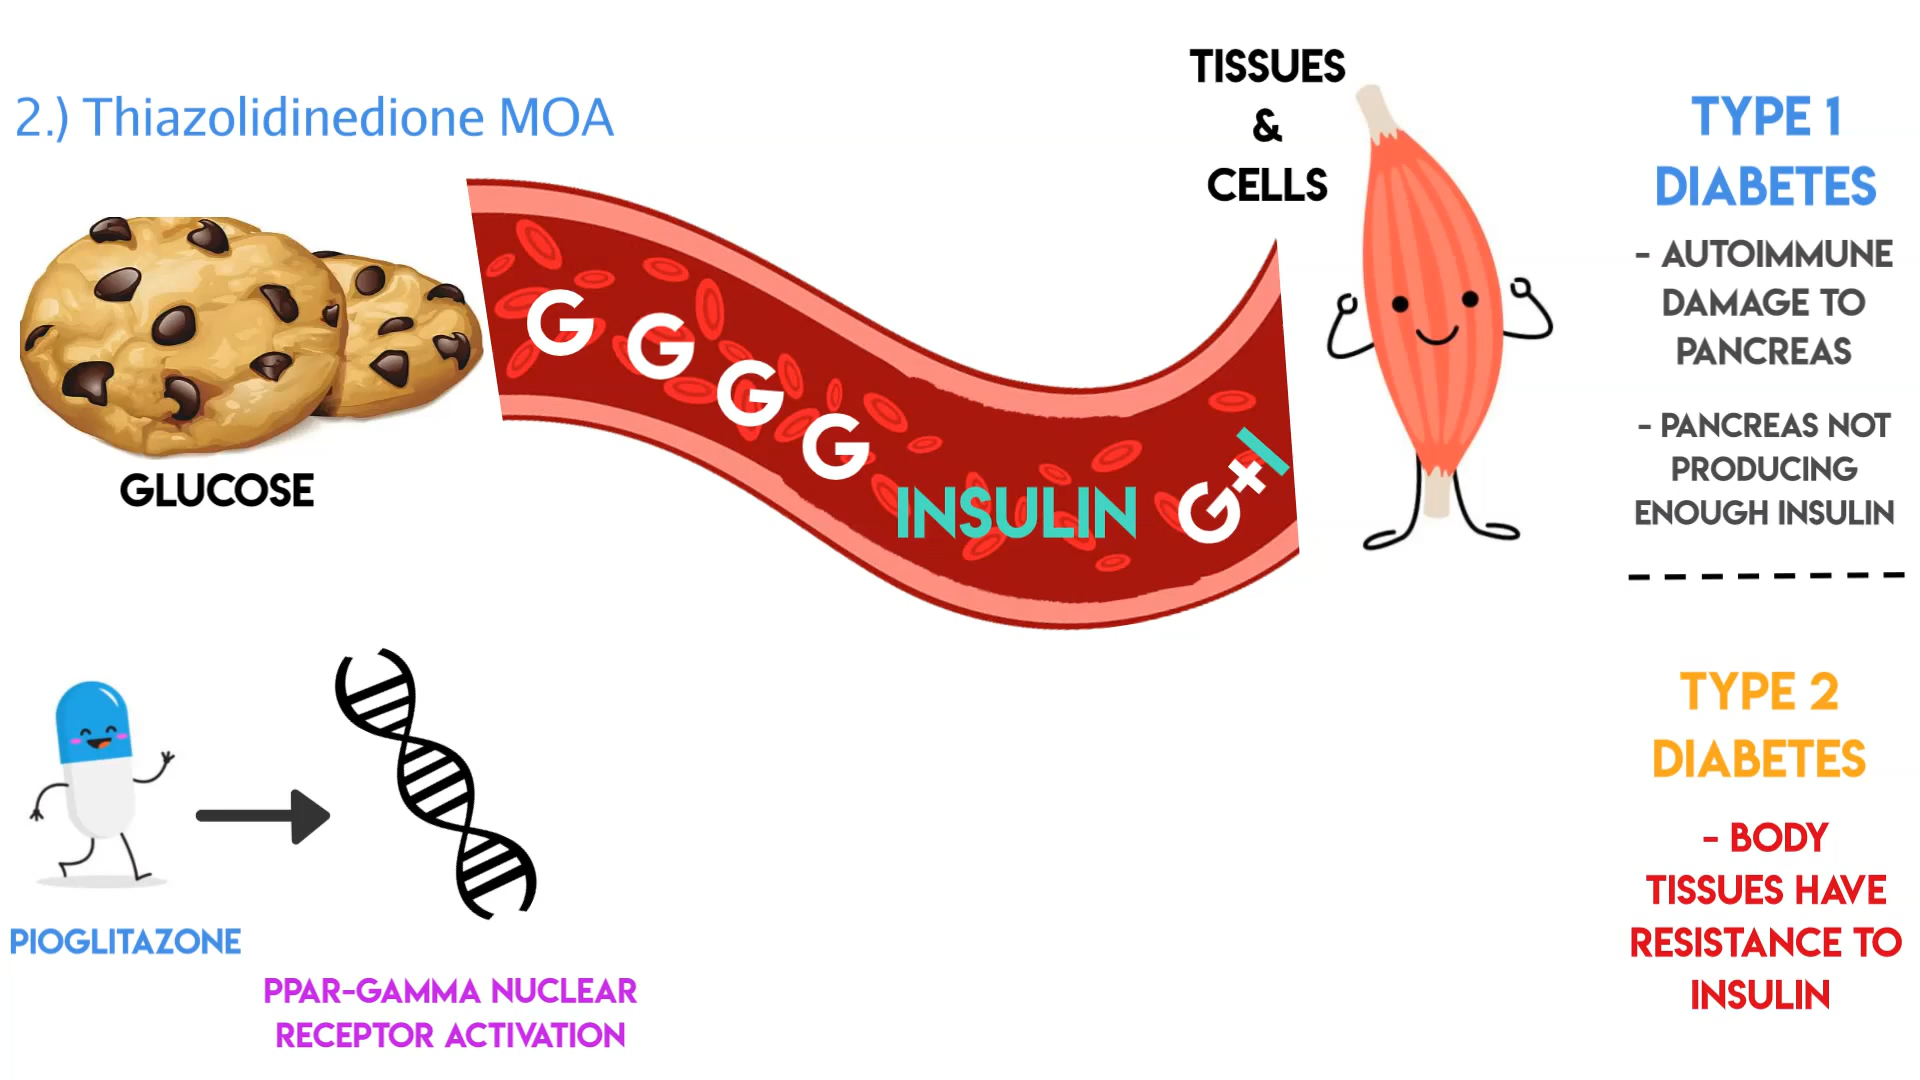 2.) Thiazolidinedione MOA
GLUCOSE
G G G G
INSULIN
G+I
TISSUES
&
CELLS
TYPE 1
DIABETES
- AUTOIMMUNE
DAMAGE TO
PANCREAS
- PANCREAS NOT
PRODUCING
ENOUGH INSULIN
TYPE 2
DIABETES
- BODY
TISSUES HAVE
RESISTANCE TO
INSULIN
PIOGLITAZONE
PPAR-GAMMA NUCLEAR
RECEPTOR ACTIVATION